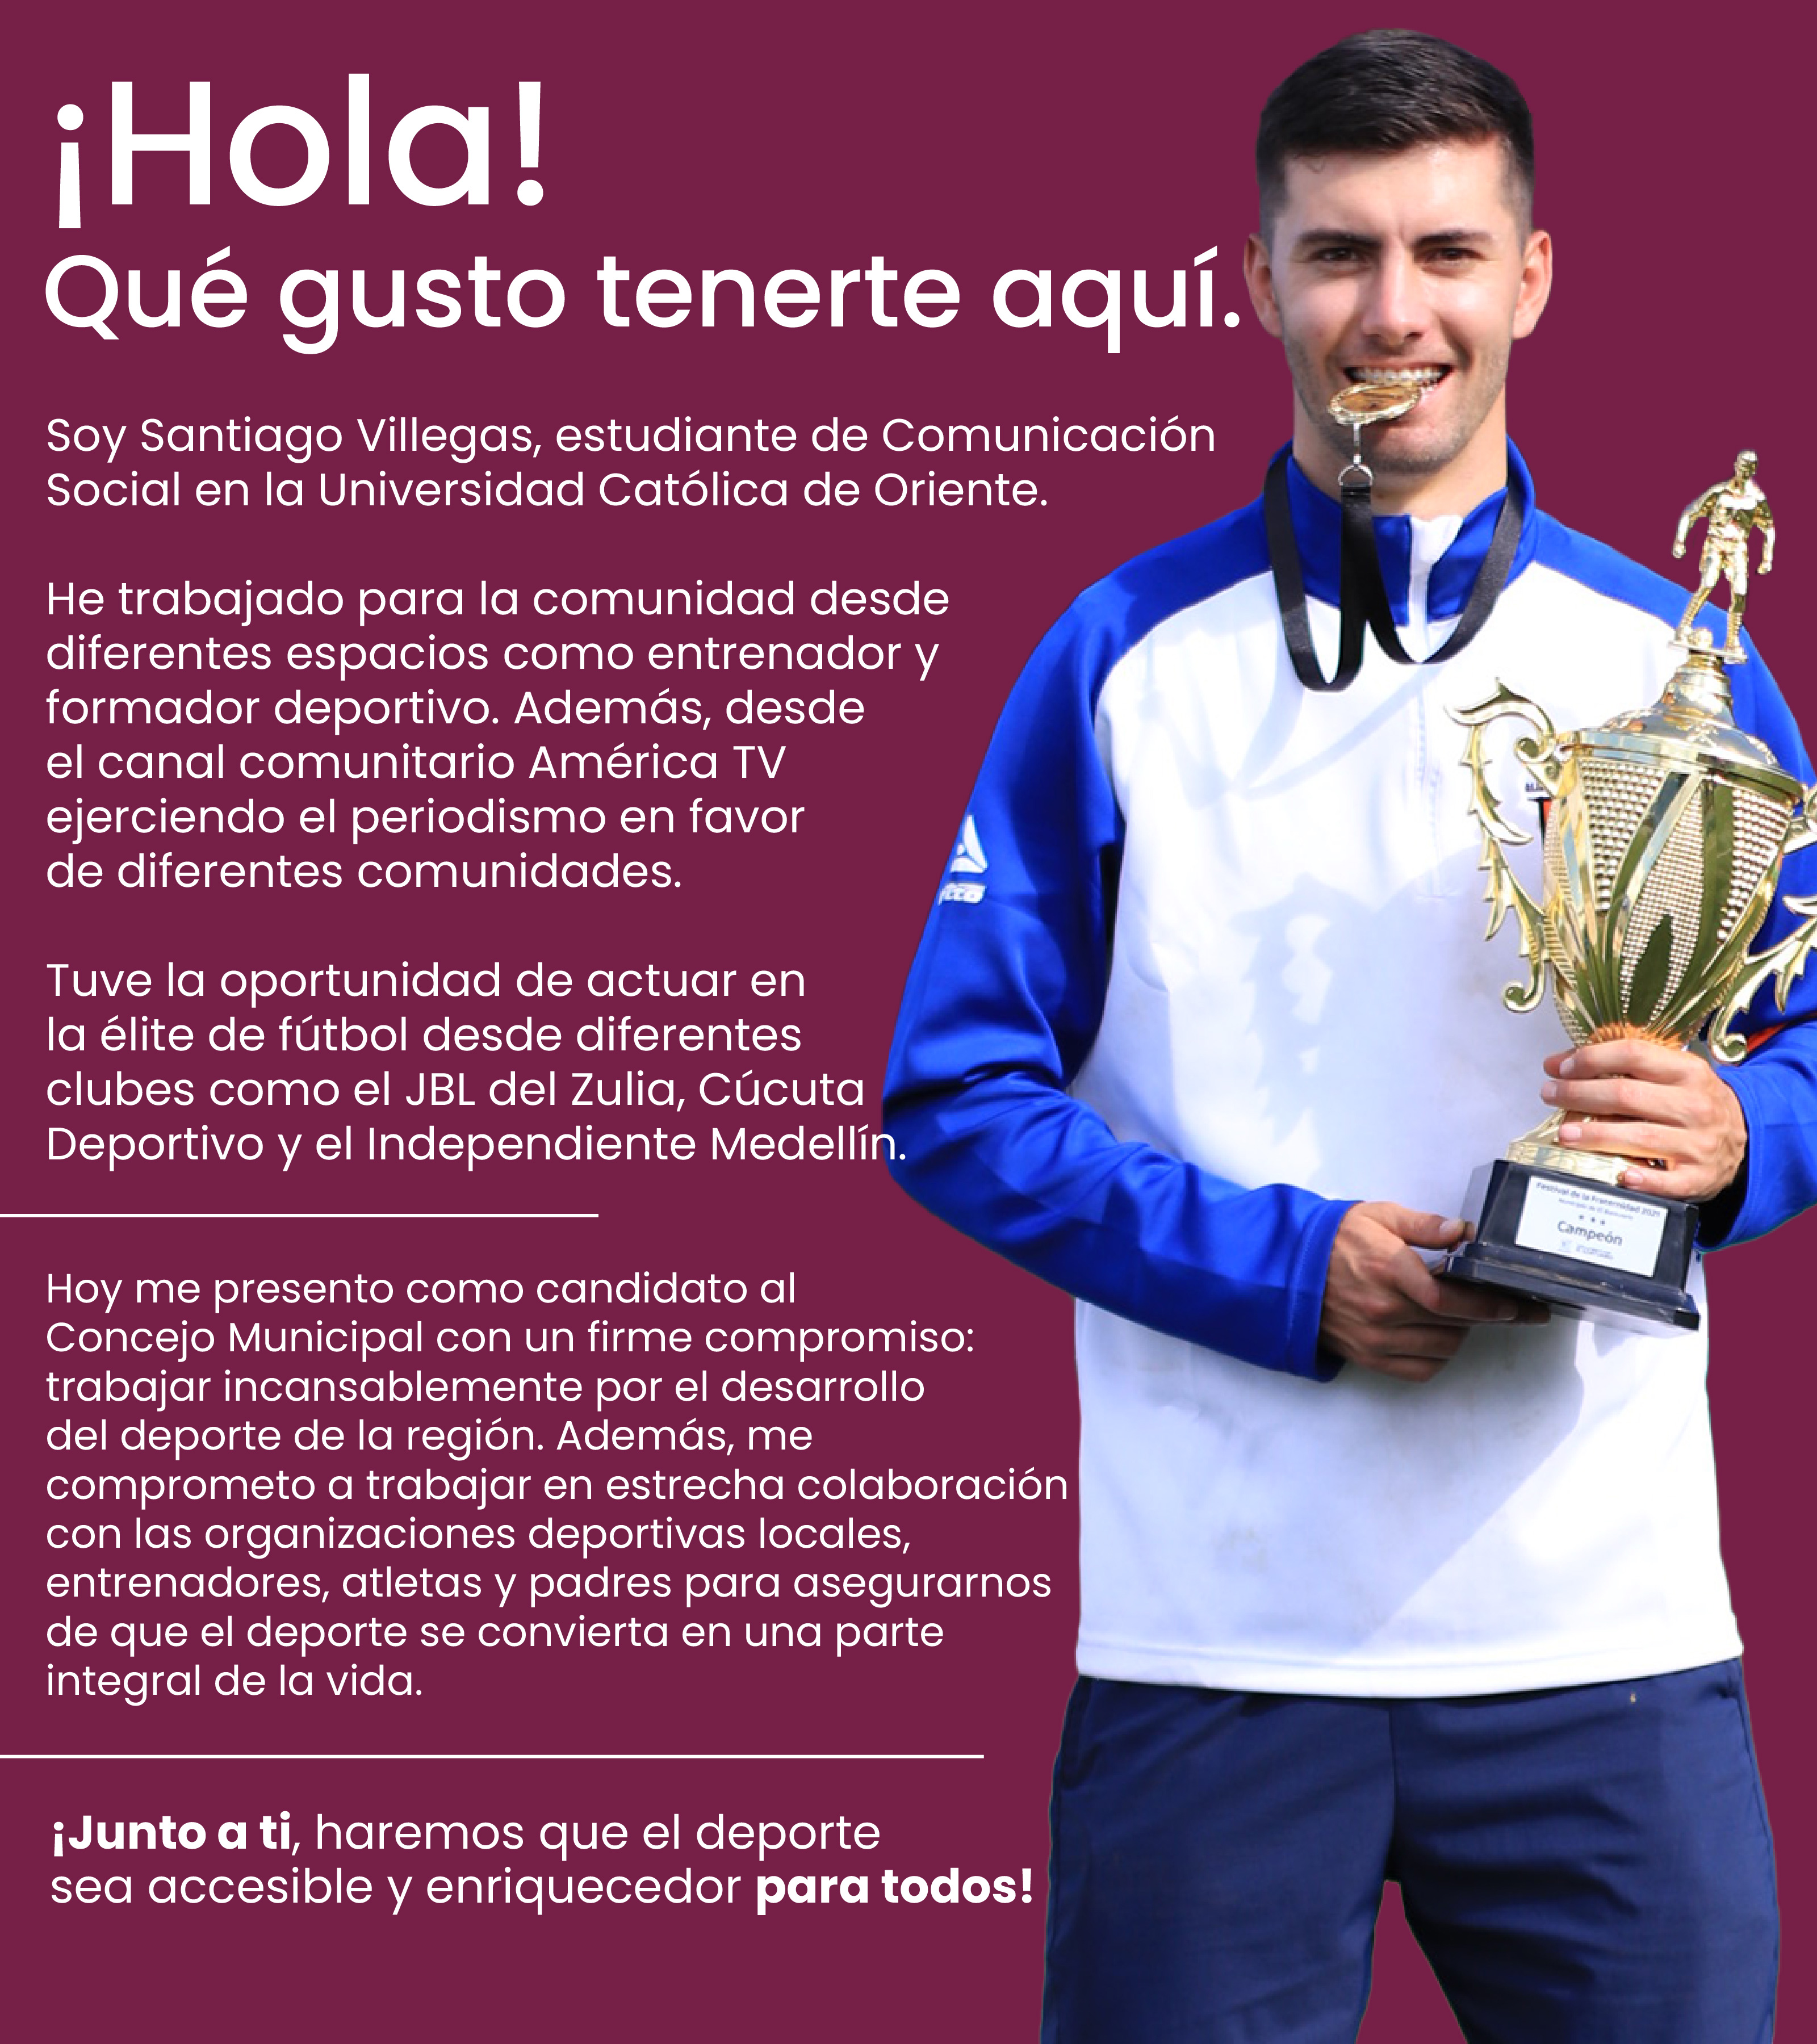 ¡Hola!
Qué gusto tenerte aquí.
Soy Santiago Villegas, estudiante de Comunicación
Social en la Universidad Católica de Oriente.
He trabajado para la comunidad desde
diferentes espacios como entrenador y
formador deportivo. Además, desde
el canal comunitario América TV
ejerciendo el periodismo en favor
de diferentes comunidades.
Tuve la oportunidad de actuar en
la élite de fútbol desde diferentes
clubes como el JBL del Zulia, Cúcuta
Deportivo y el Independiente Medellín.
Hoy me presento como candidato al
Concejo Municipal con un firme compromiso:
trabajar incansablemente por el desarrollo
del deporte de la región. Además, me
comprometo a trabajar en estrecha colaboración
con las organizaciones deportivas locales,
entrenadores, atletas y padres para asegurarnos
de que el deporte se convierta en una parte
integral de la vida.
¡Junto a ti, haremos que el deporte
sea accesible y enriquecedor para todos!
Festival de la Fraternidad 2021
Campeón